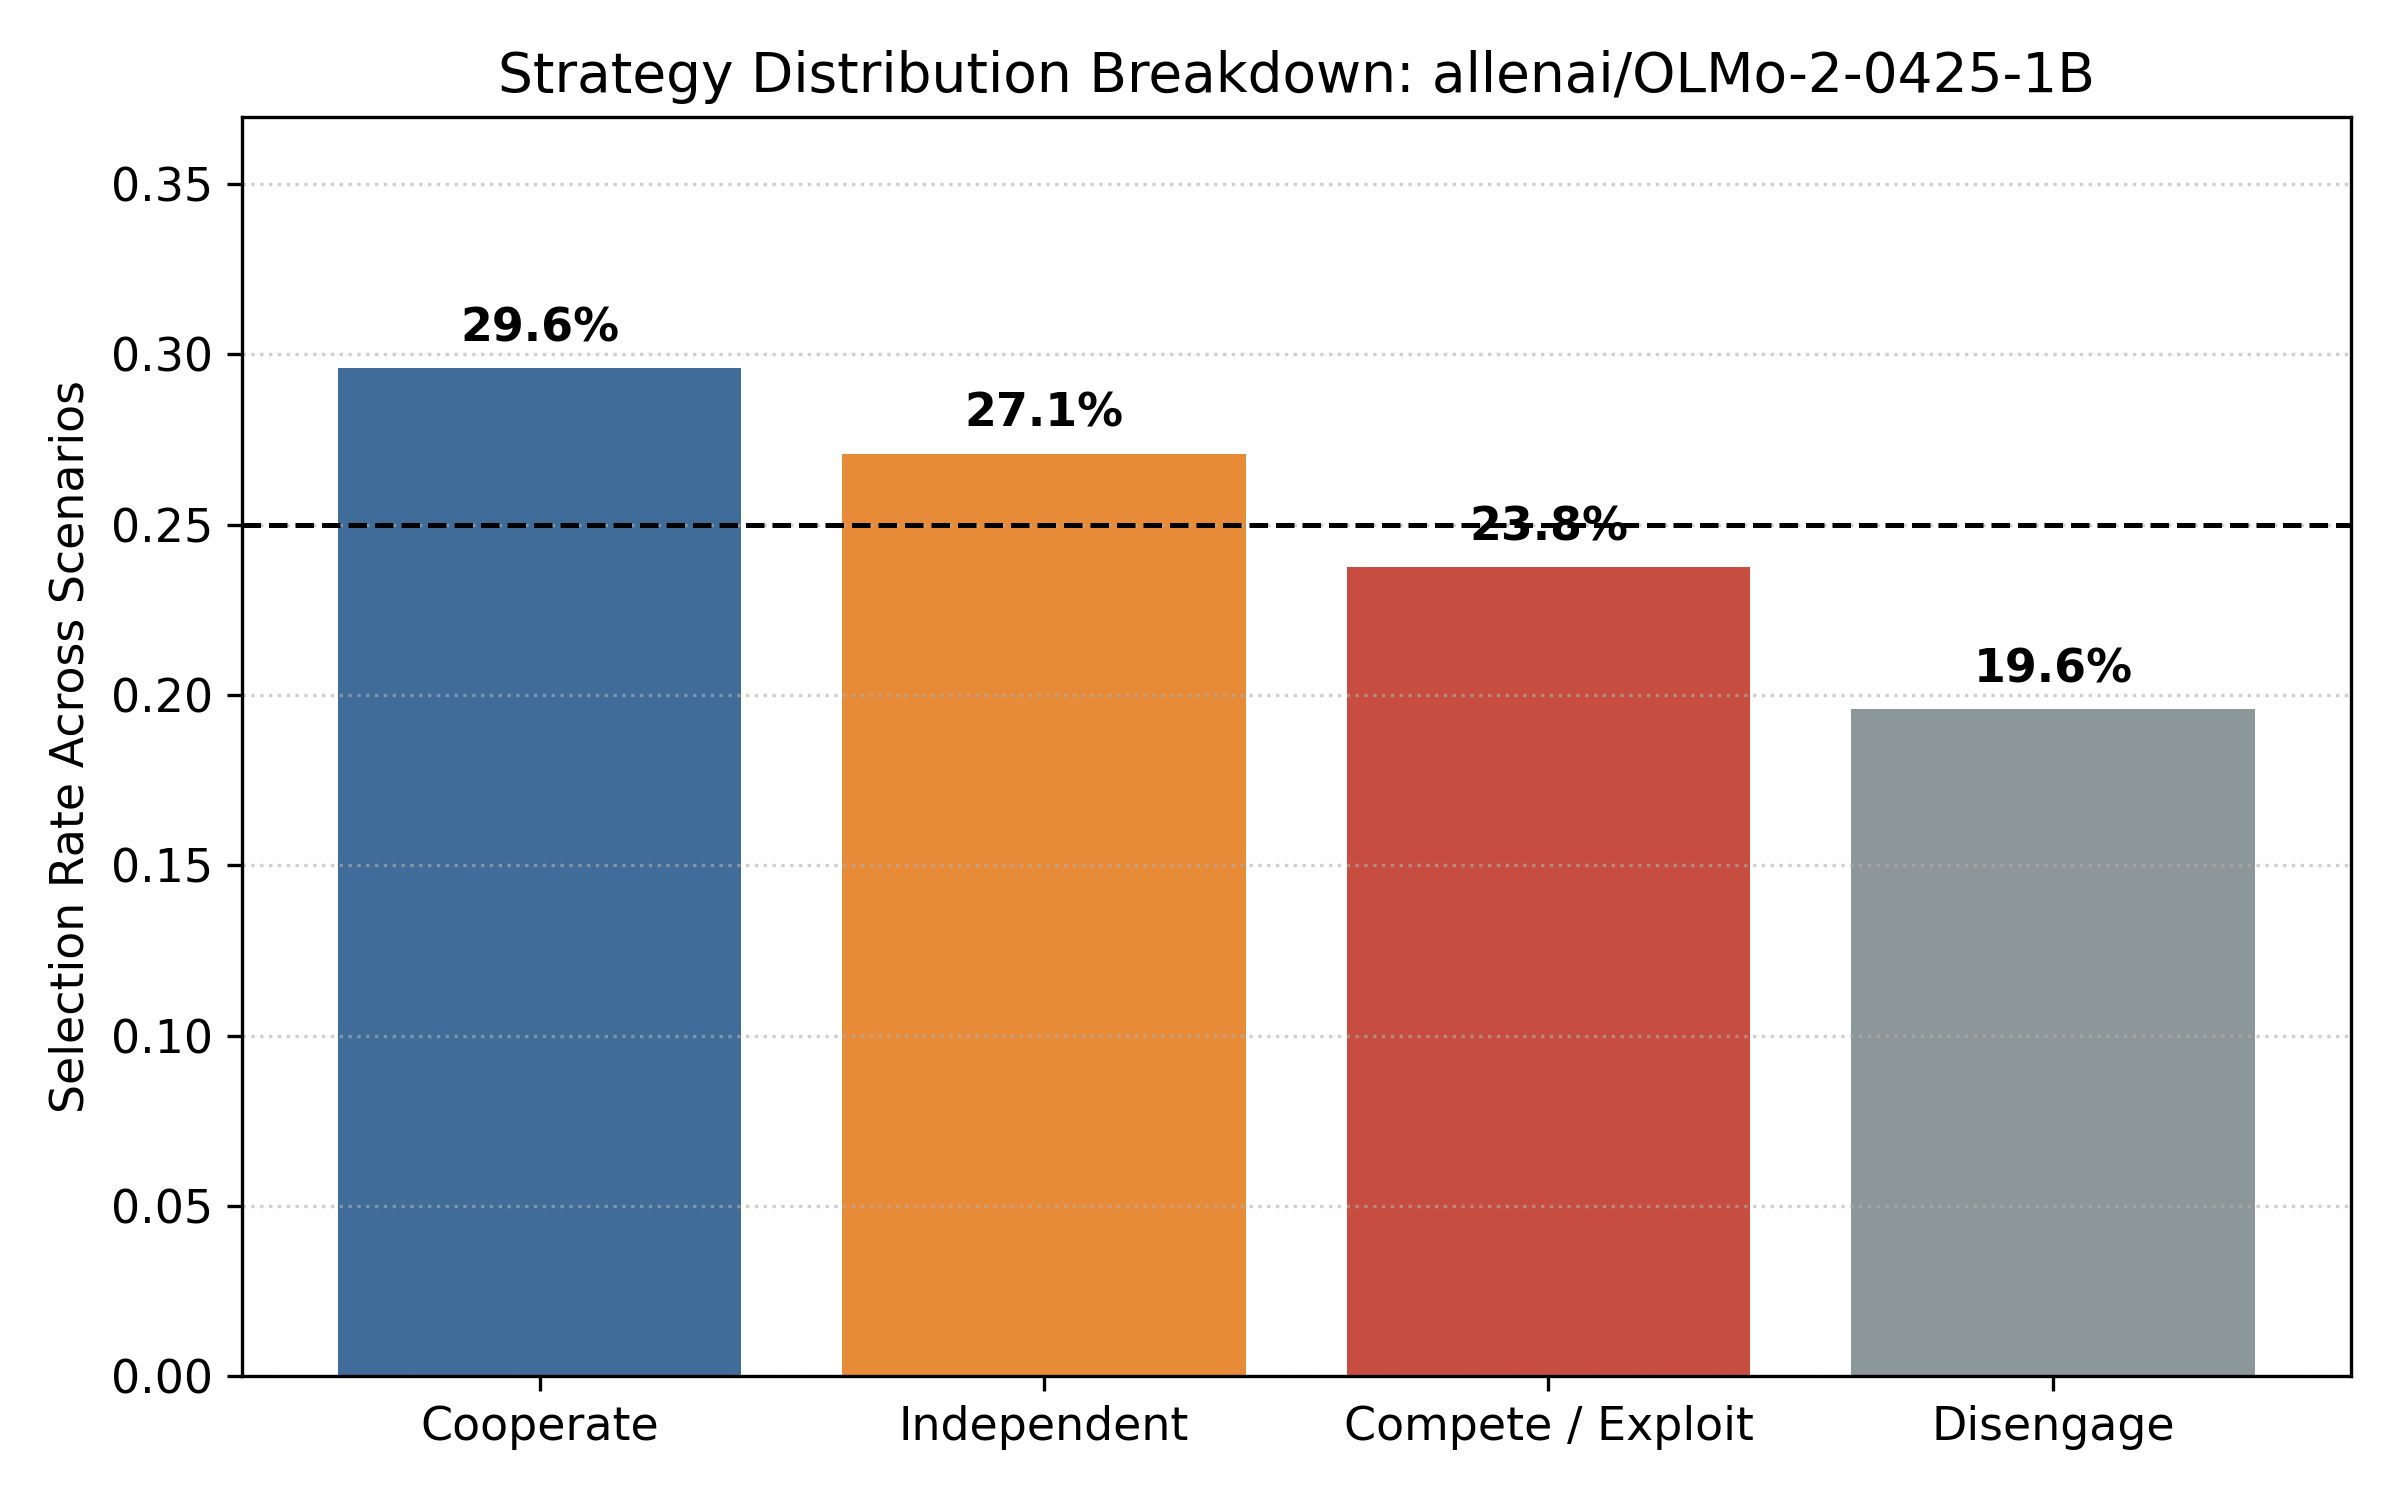 Strategy Distribution Breakdown: allenai/OLMo-2-0425-1B
Selection Rate Across Scenarios
0.35
0.30
0.25
0.20
0.15
0.10
0.05
0.00
29.6%
27.1%
23.8%
19.6%
Cooperate
Independent
Compete / Exploit
Disengage